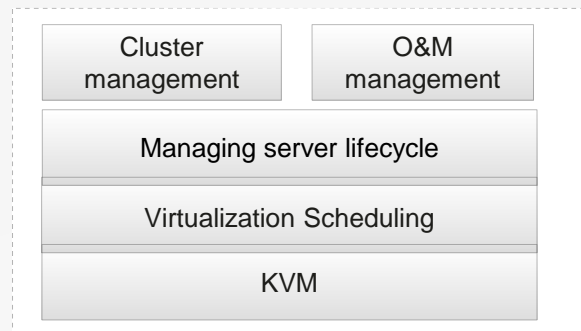 Cluster
management
O&M
management
Managing server lifecycle
Virtualization Scheduling
KVM